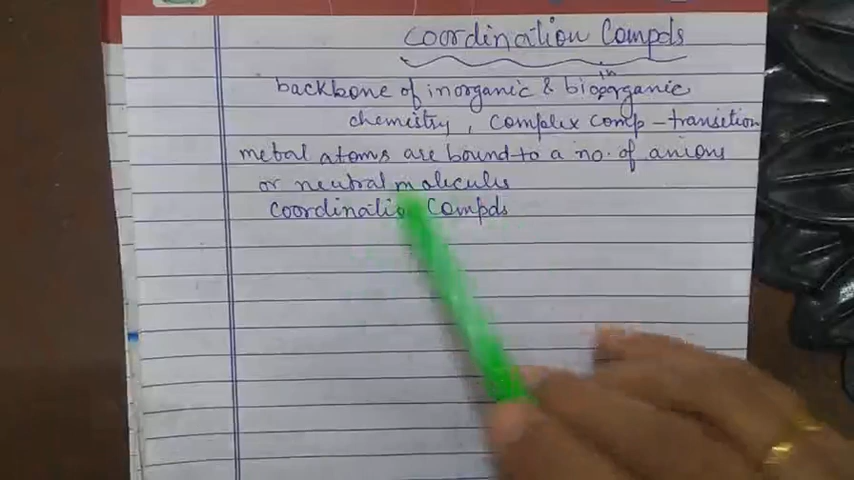 Coordination Compds
backbone of inorganic & bioinorganic
chemistry, Complex Comp - transition
metal atoms are bound to a no. of anions
or neutral molecules
Coordination Compds